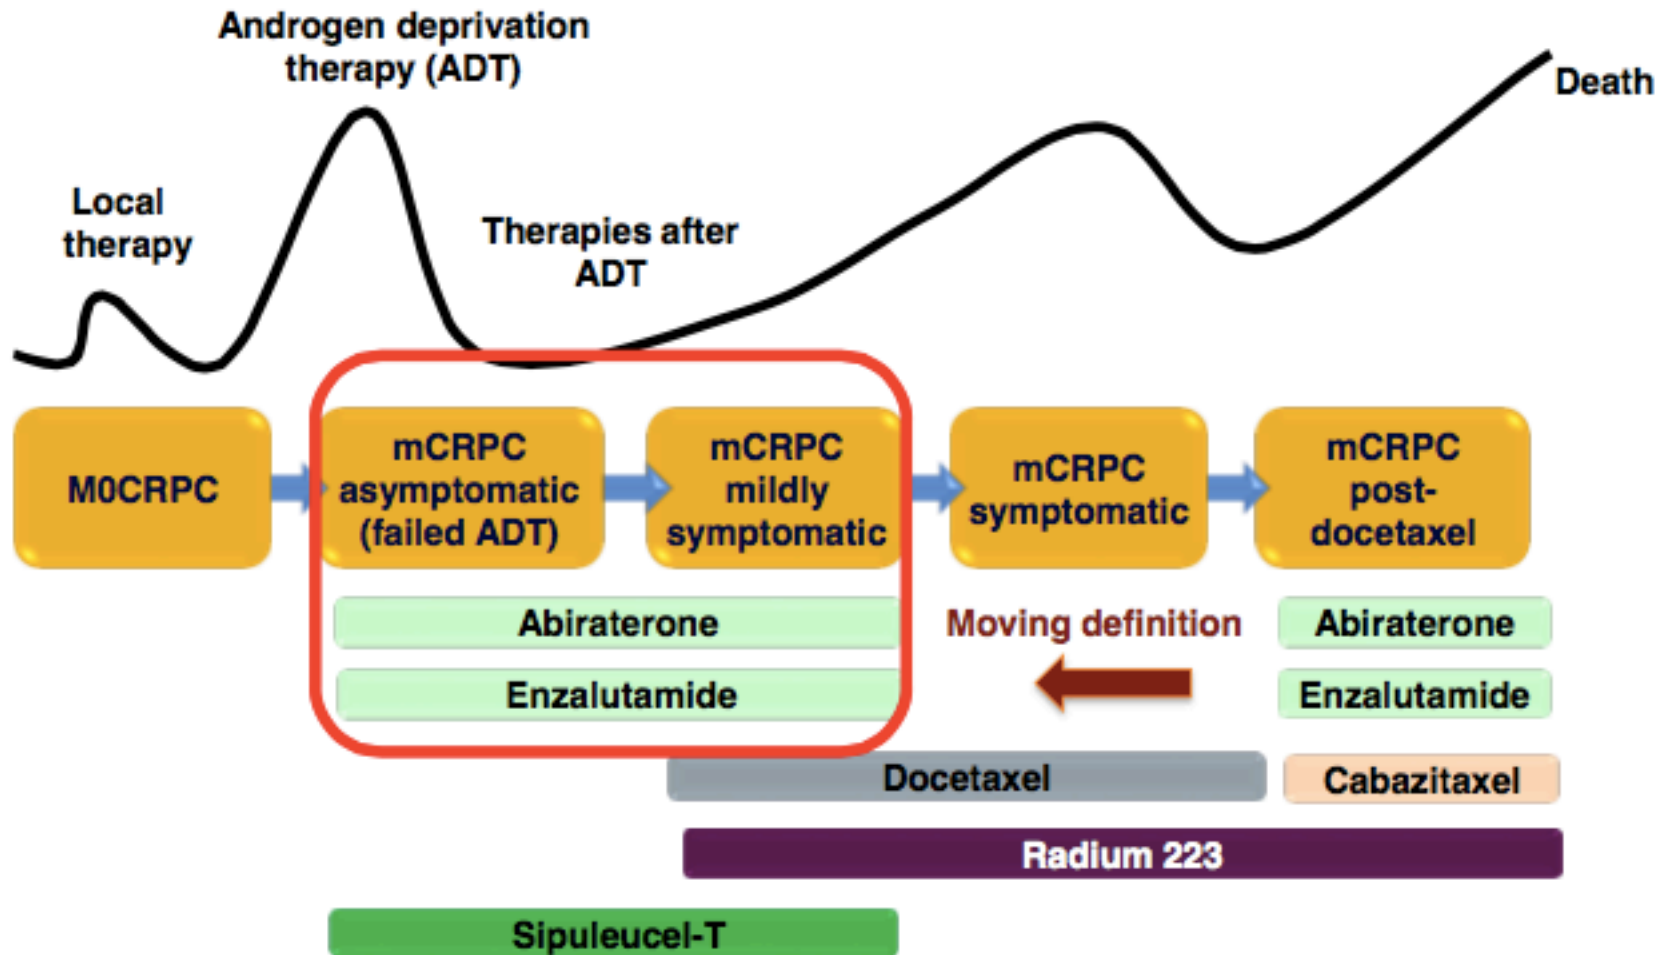 Androgen deprivation
therapy (ADT)
Death
Local
therapy
Therapies after
ADT
M0CRPC
mCRPC
asymptomatic
(failed ADT)
mCRPC
mildly
symptomatic
mCRPC
symptomatic
mCRPC
post-
docetaxel
Abiraterone
Moving definition
Abiraterone
Enzalutamide
Enzalutamide
Docetaxel
Cabazitaxel
Radium 223
Sipuleucel-T